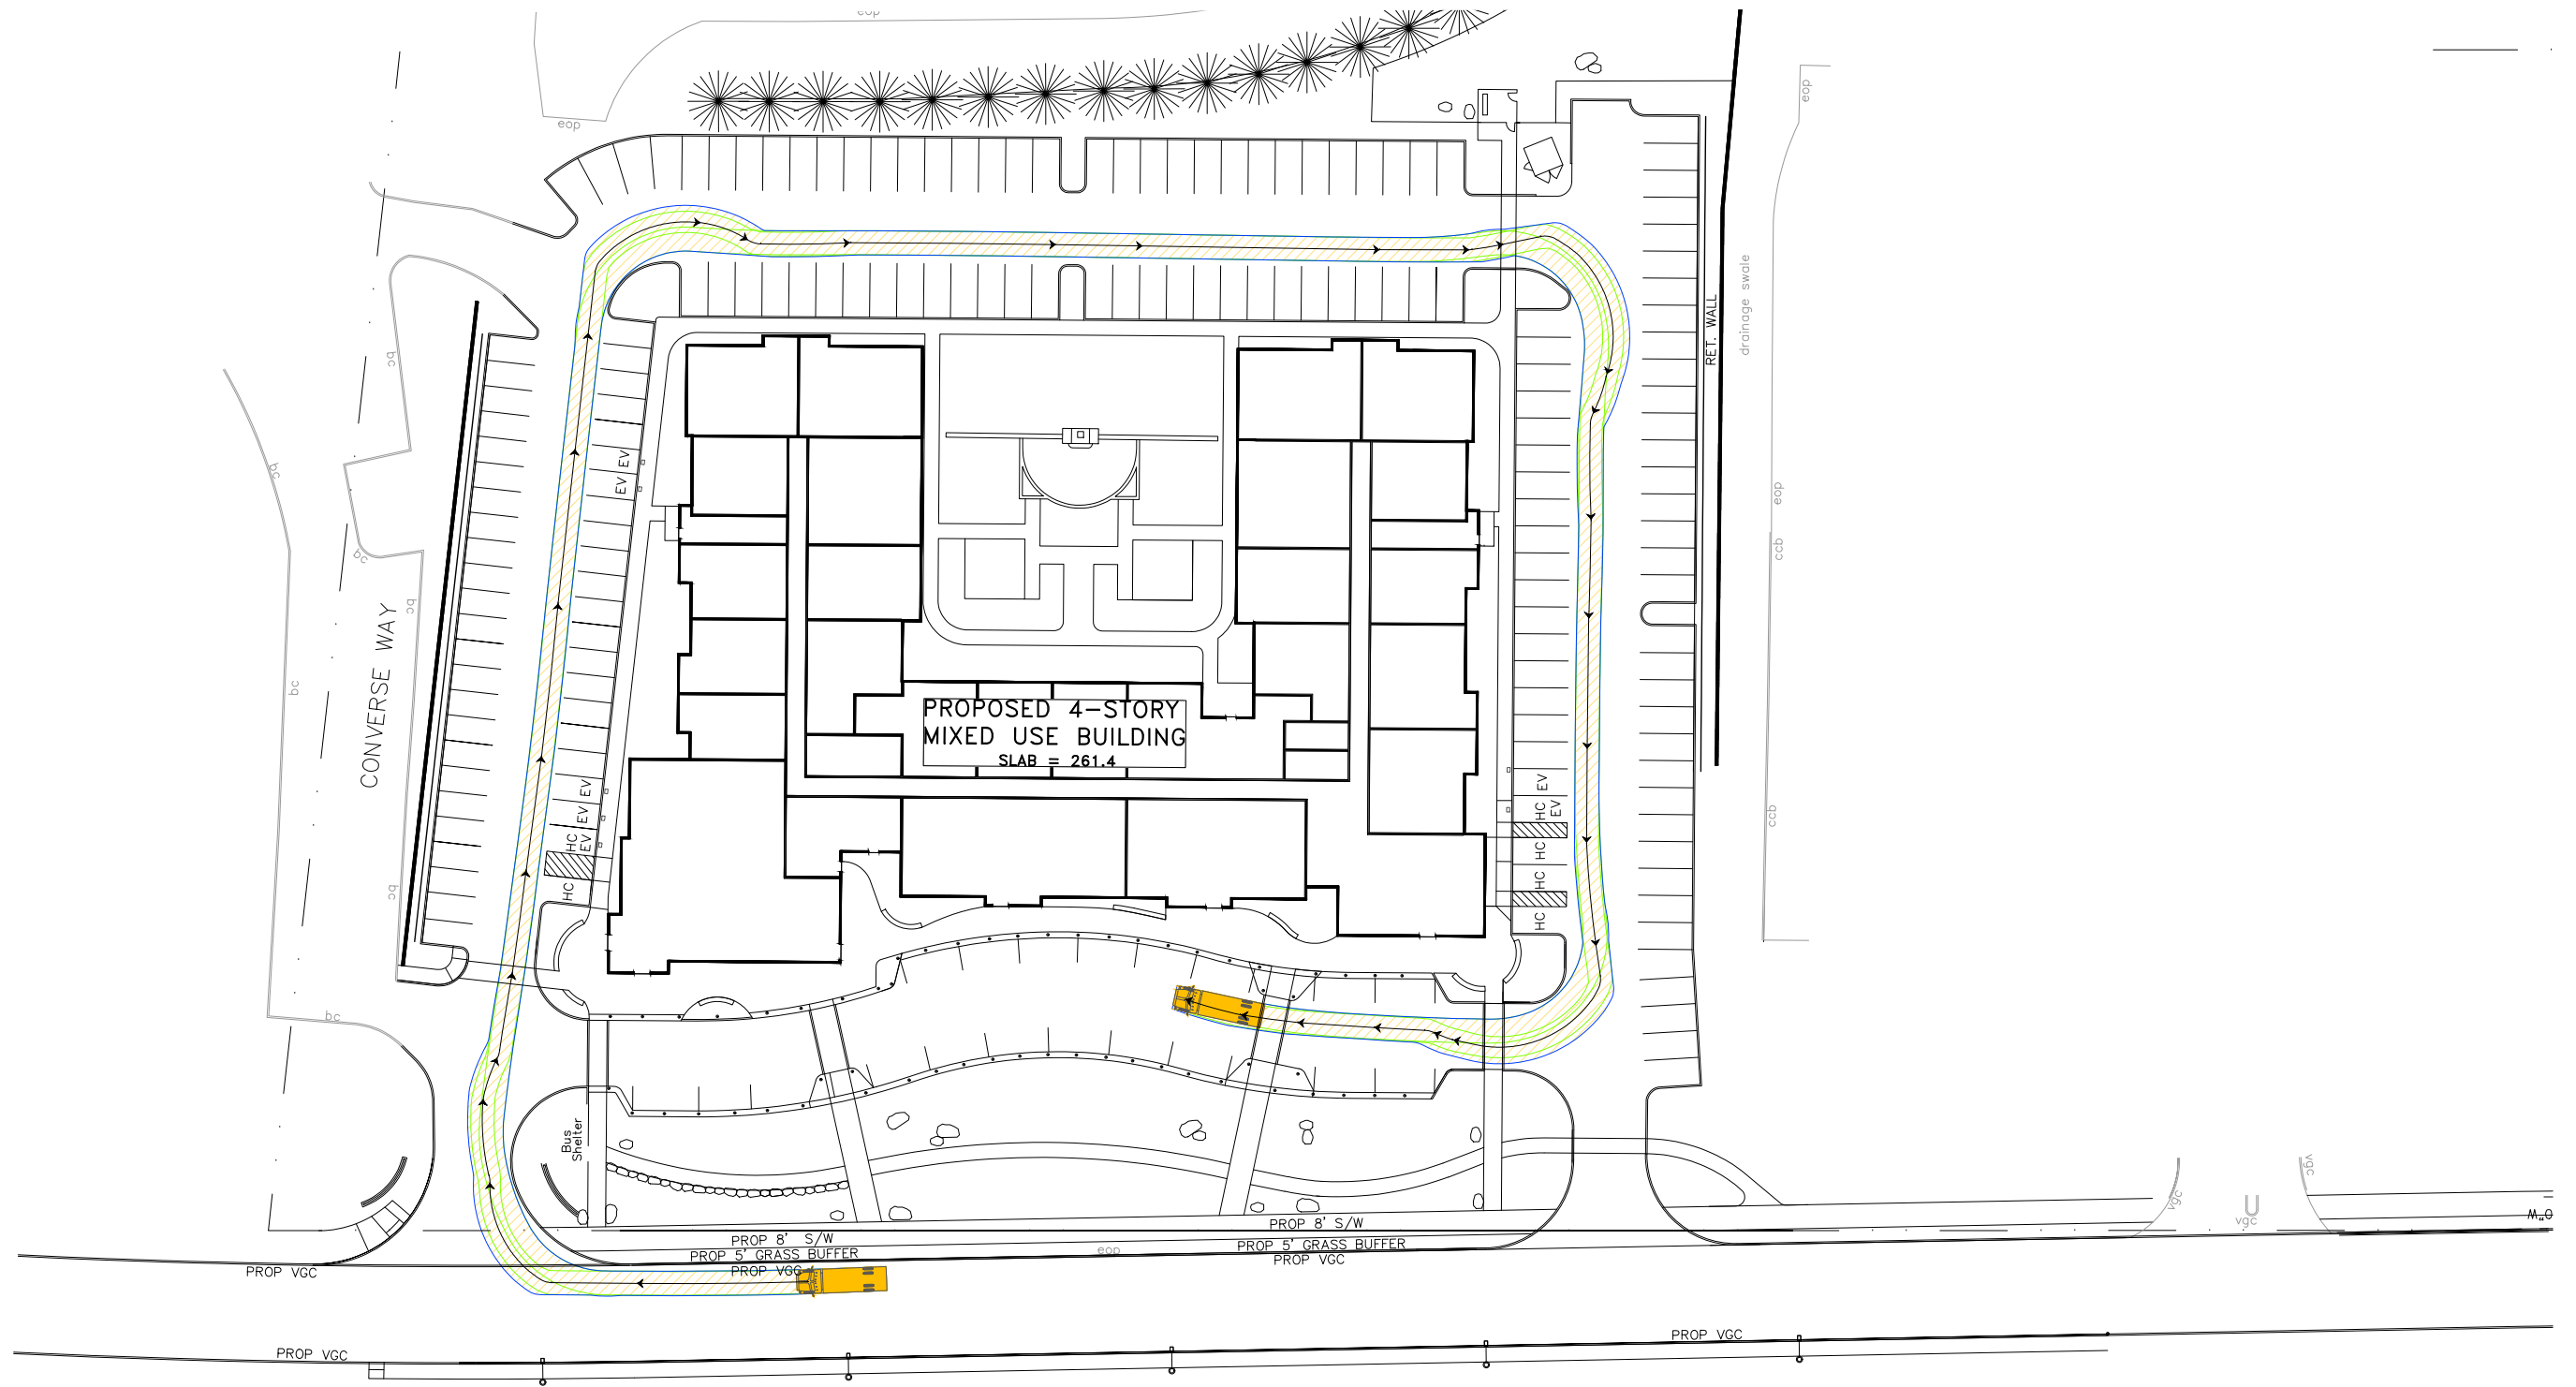 eop
eop
eop
RET. WALL
drainage swale
bc
bc
EV
EV
eop
bc
ccb
bc
CONVERSE WAY
bc
PROPOSED 4-STORY
MIXED USE BUILDING
SLAB = 261.4
EV
EV
HC
EV
HC
EV
HC
EV
HC
HC
HC
ccb
bc
bc
Bus
Shelter
vgc
vgc
vgc
PROP 8' S/W
PROP 8' S/W
PROP 5' GRASS BUFFER
PROP 5' GRASS BUFFER
eop
PROP VGC
PROP VGC
PROP VGC
PROP VGC
PROP VGC